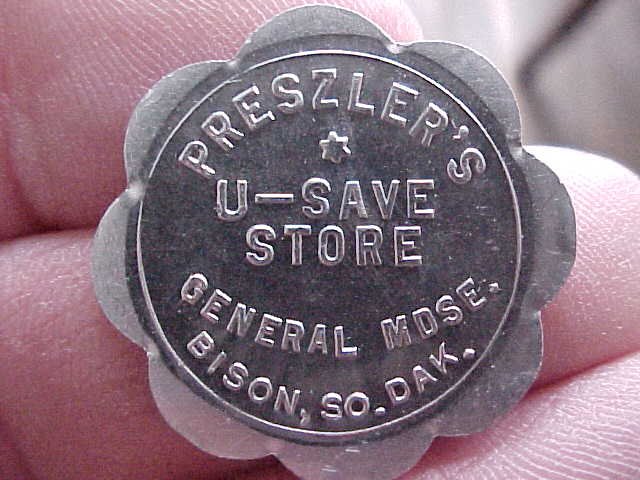 PRESZLER'S
U-SAVE
STORE
GENERAL MDSE.
BISON, SO. DAK.